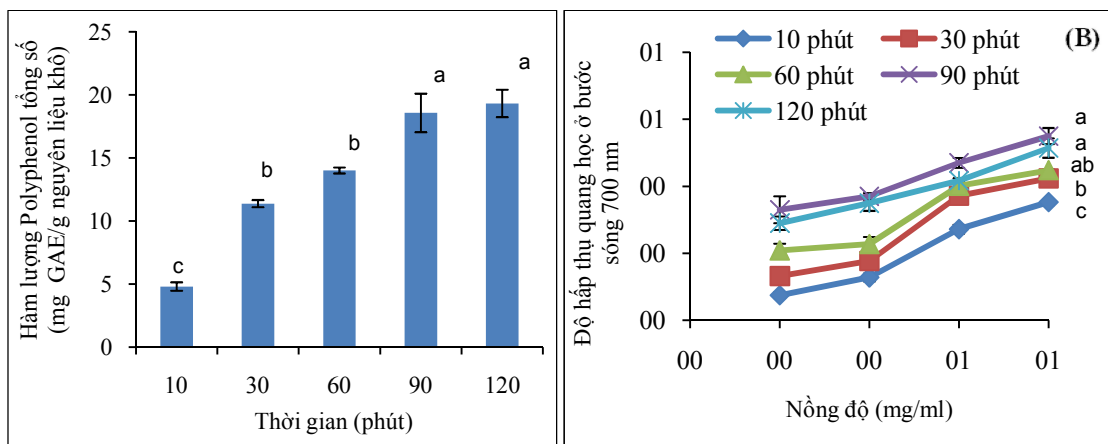 Hàm lượng Polyphenol tổng số
(mg GAE/g nguyên liệu khô)
25
20
15
10
5
0
c
b
b
a
a
10 30 60 90 120
Thời gian (phút)
(B)
10 phút 30 phút
60 phút 90 phút
120 phút
Độ hấp thụ quang học ở bước
sóng 700 nm
01
01
00
00
00
a
a
ab
b
c
00 00 00 01 01
Nồng độ (mg/ml)